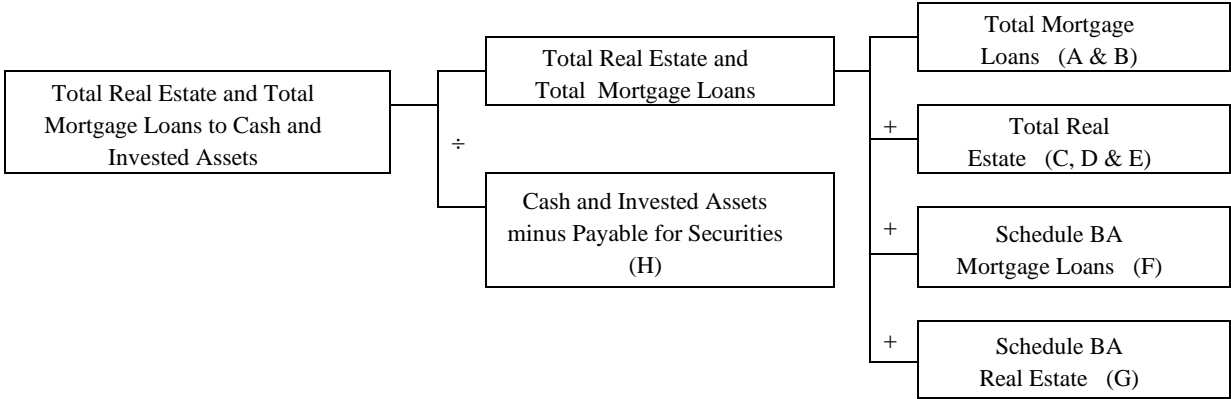 Total Real Estate and Total
Mortgage Loans to Cash and
Invested Assets
÷
Total Real Estate and
Total Mortgage Loans
Cash and Invested Assets
minus Payable for Securities
(H)
Total Mortgage
Loans (A & B)
+
Total Real
Estate (C, D & E)
+
Schedule BA
Mortgage Loans (F)
+
Schedule BA
Real Estate (G)